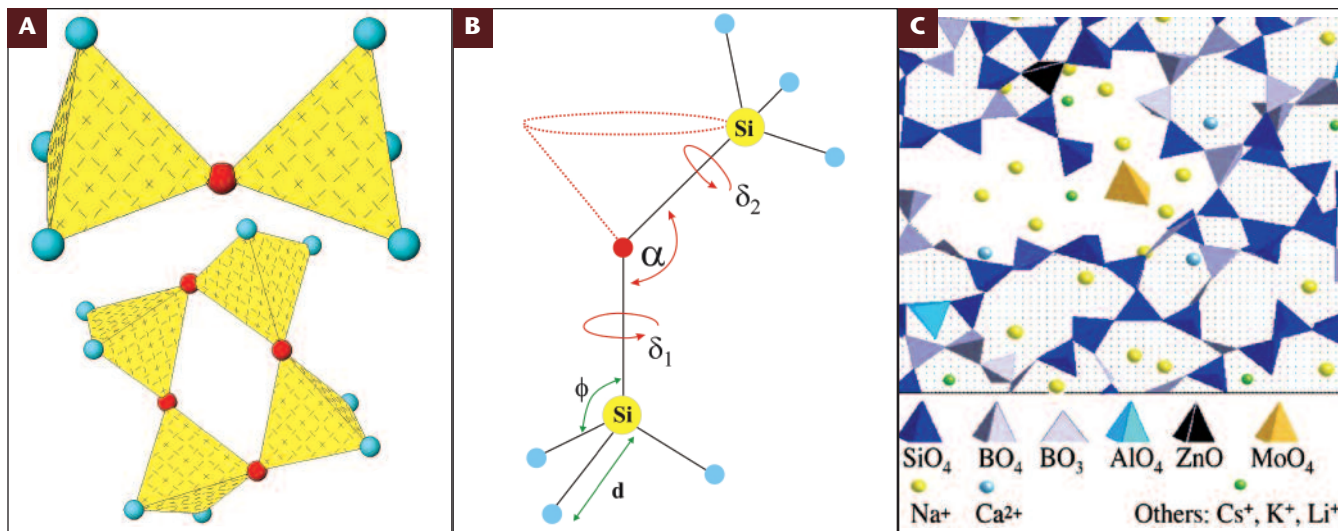 A
B
C
Si
δ₂
α
δ₁
ϕ
Si
d
SiO₄ BO₄ BO₃ AlO₄ ZnO MoO₄
Na⁺ Ca²⁺ Others: Cs⁺, K⁺, Li⁺